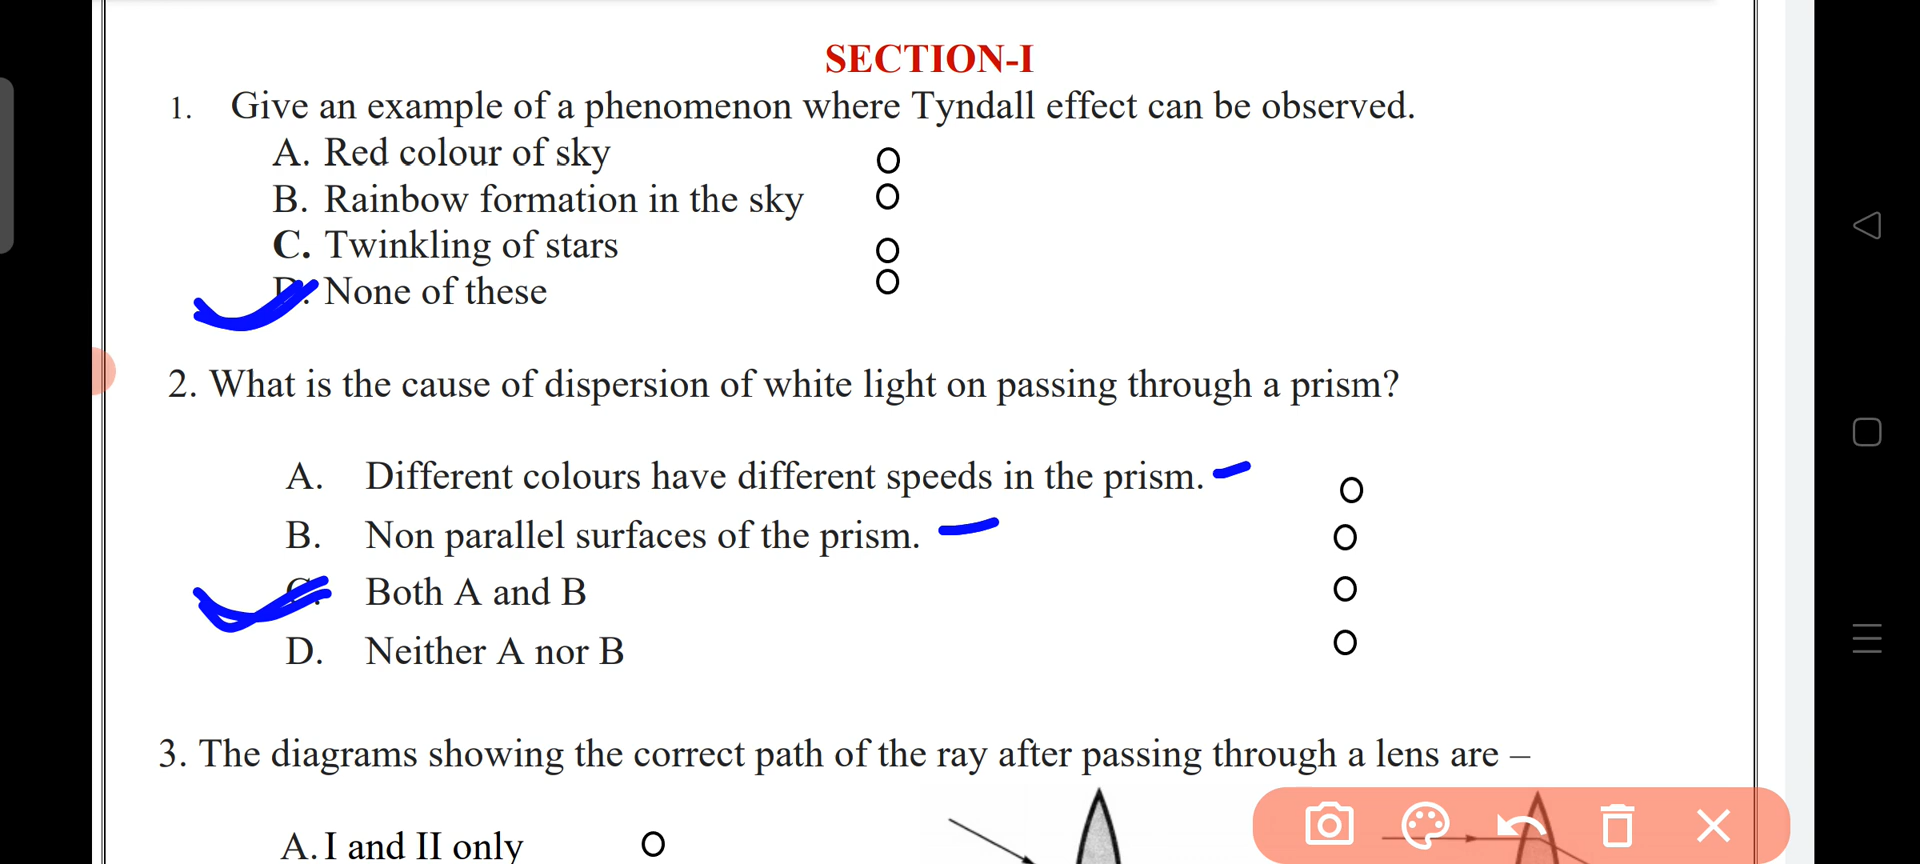 SECTION-I
1. Give an example of a phenomenon where Tyndall effect can be observed.
A. Red colour of sky
B. Rainbow formation in the sky
C. Twinkling of stars
D. None of these
2. What is the cause of dispersion of white light on passing through a prism?
A. Different colours have different speeds in the prism.
B. Non parallel surfaces of the prism.
C. Both A and B
D. Neither A nor B
3. The diagrams showing the correct path of the ray after passing through a lens are –
A. I and II only